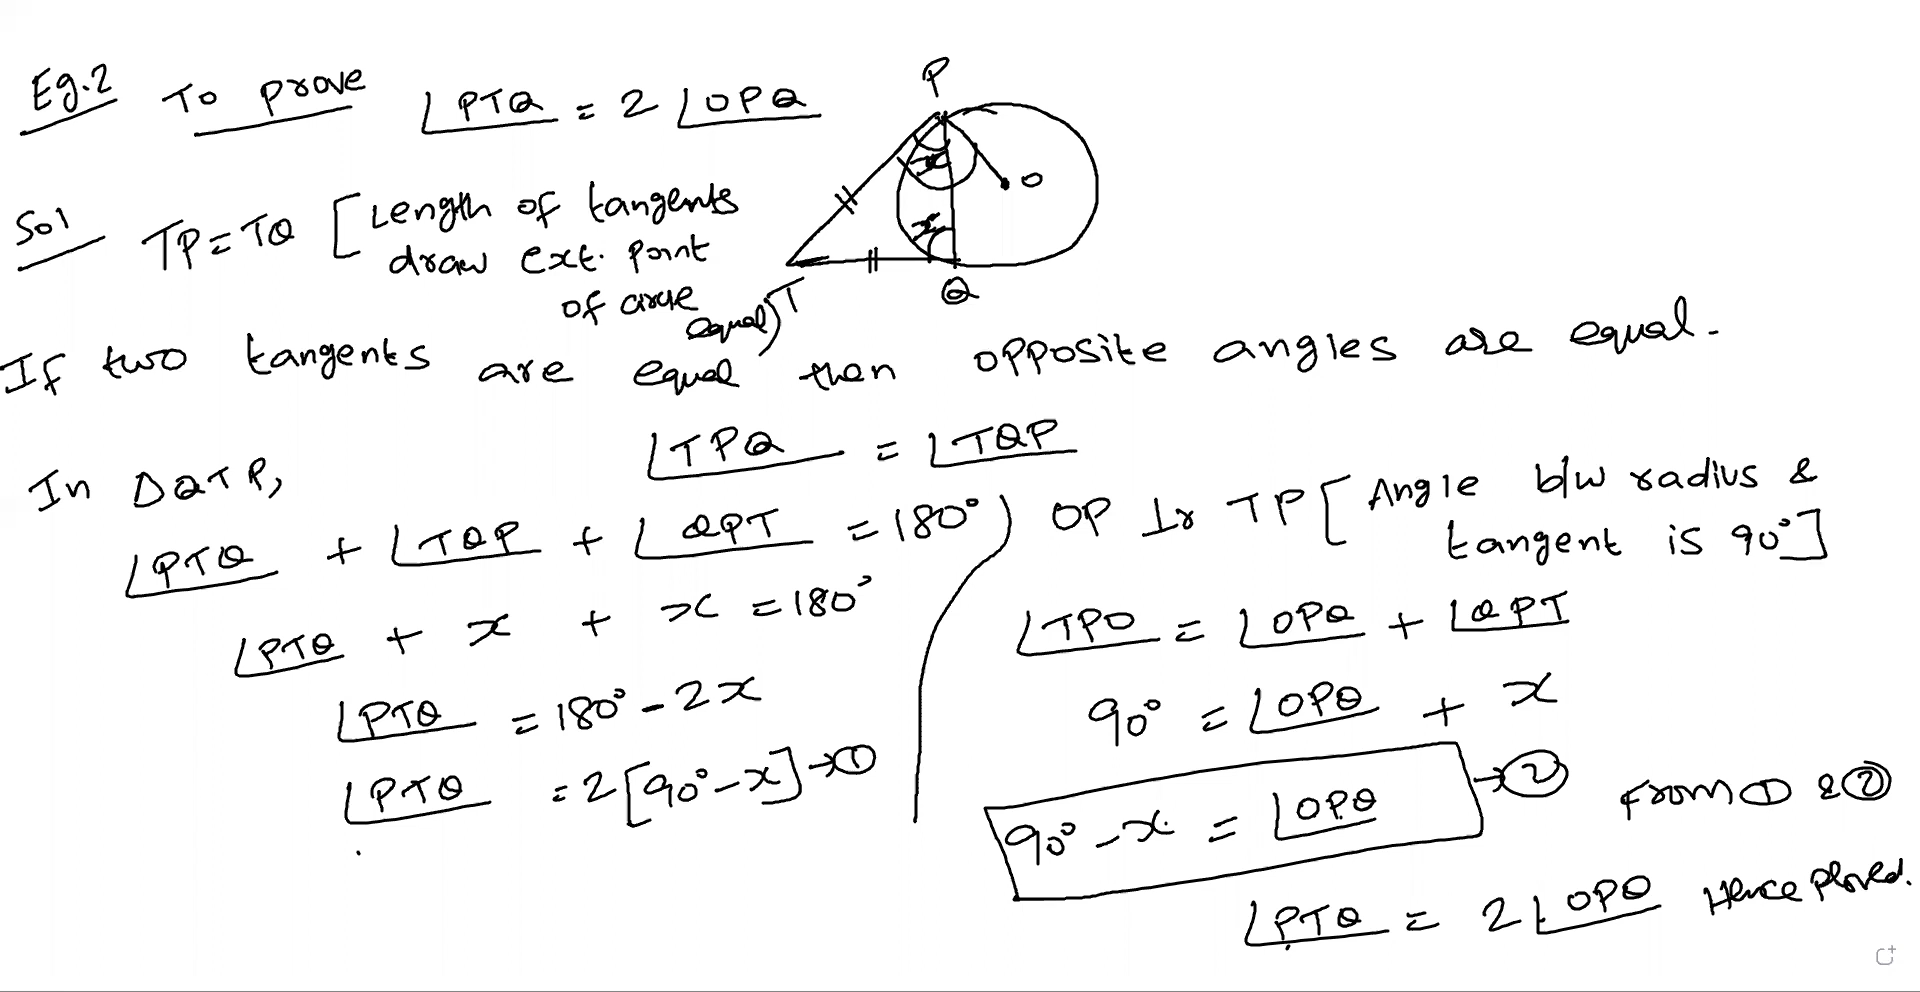 Eg.2 To prove ∠PTQ = 2 ∠OPQ
P
O
x
x
T
Q
Sol TP = TQ [Length of tangents
draw ext. point
of circle
equal)
If two tangents are equal then opposite angles are equal.
∠TPQ = ∠TQP
In ΔQTP,
∠PTQ + ∠TQP + ∠QPT = 180°
∠PTQ + x + x = 180°
∠PTQ = 180° - 2x
∠PTQ = 2[90° - x] → ①
OP ⊥r TP [Angle b/w radius &
tangent is 90°]
∠TPO = ∠OPQ + ∠QPT
90° = ∠OPQ + x
90° - x = ∠OPQ → ②
From ① & ②
∠PTQ = 2∠OPQ Hence Proved.